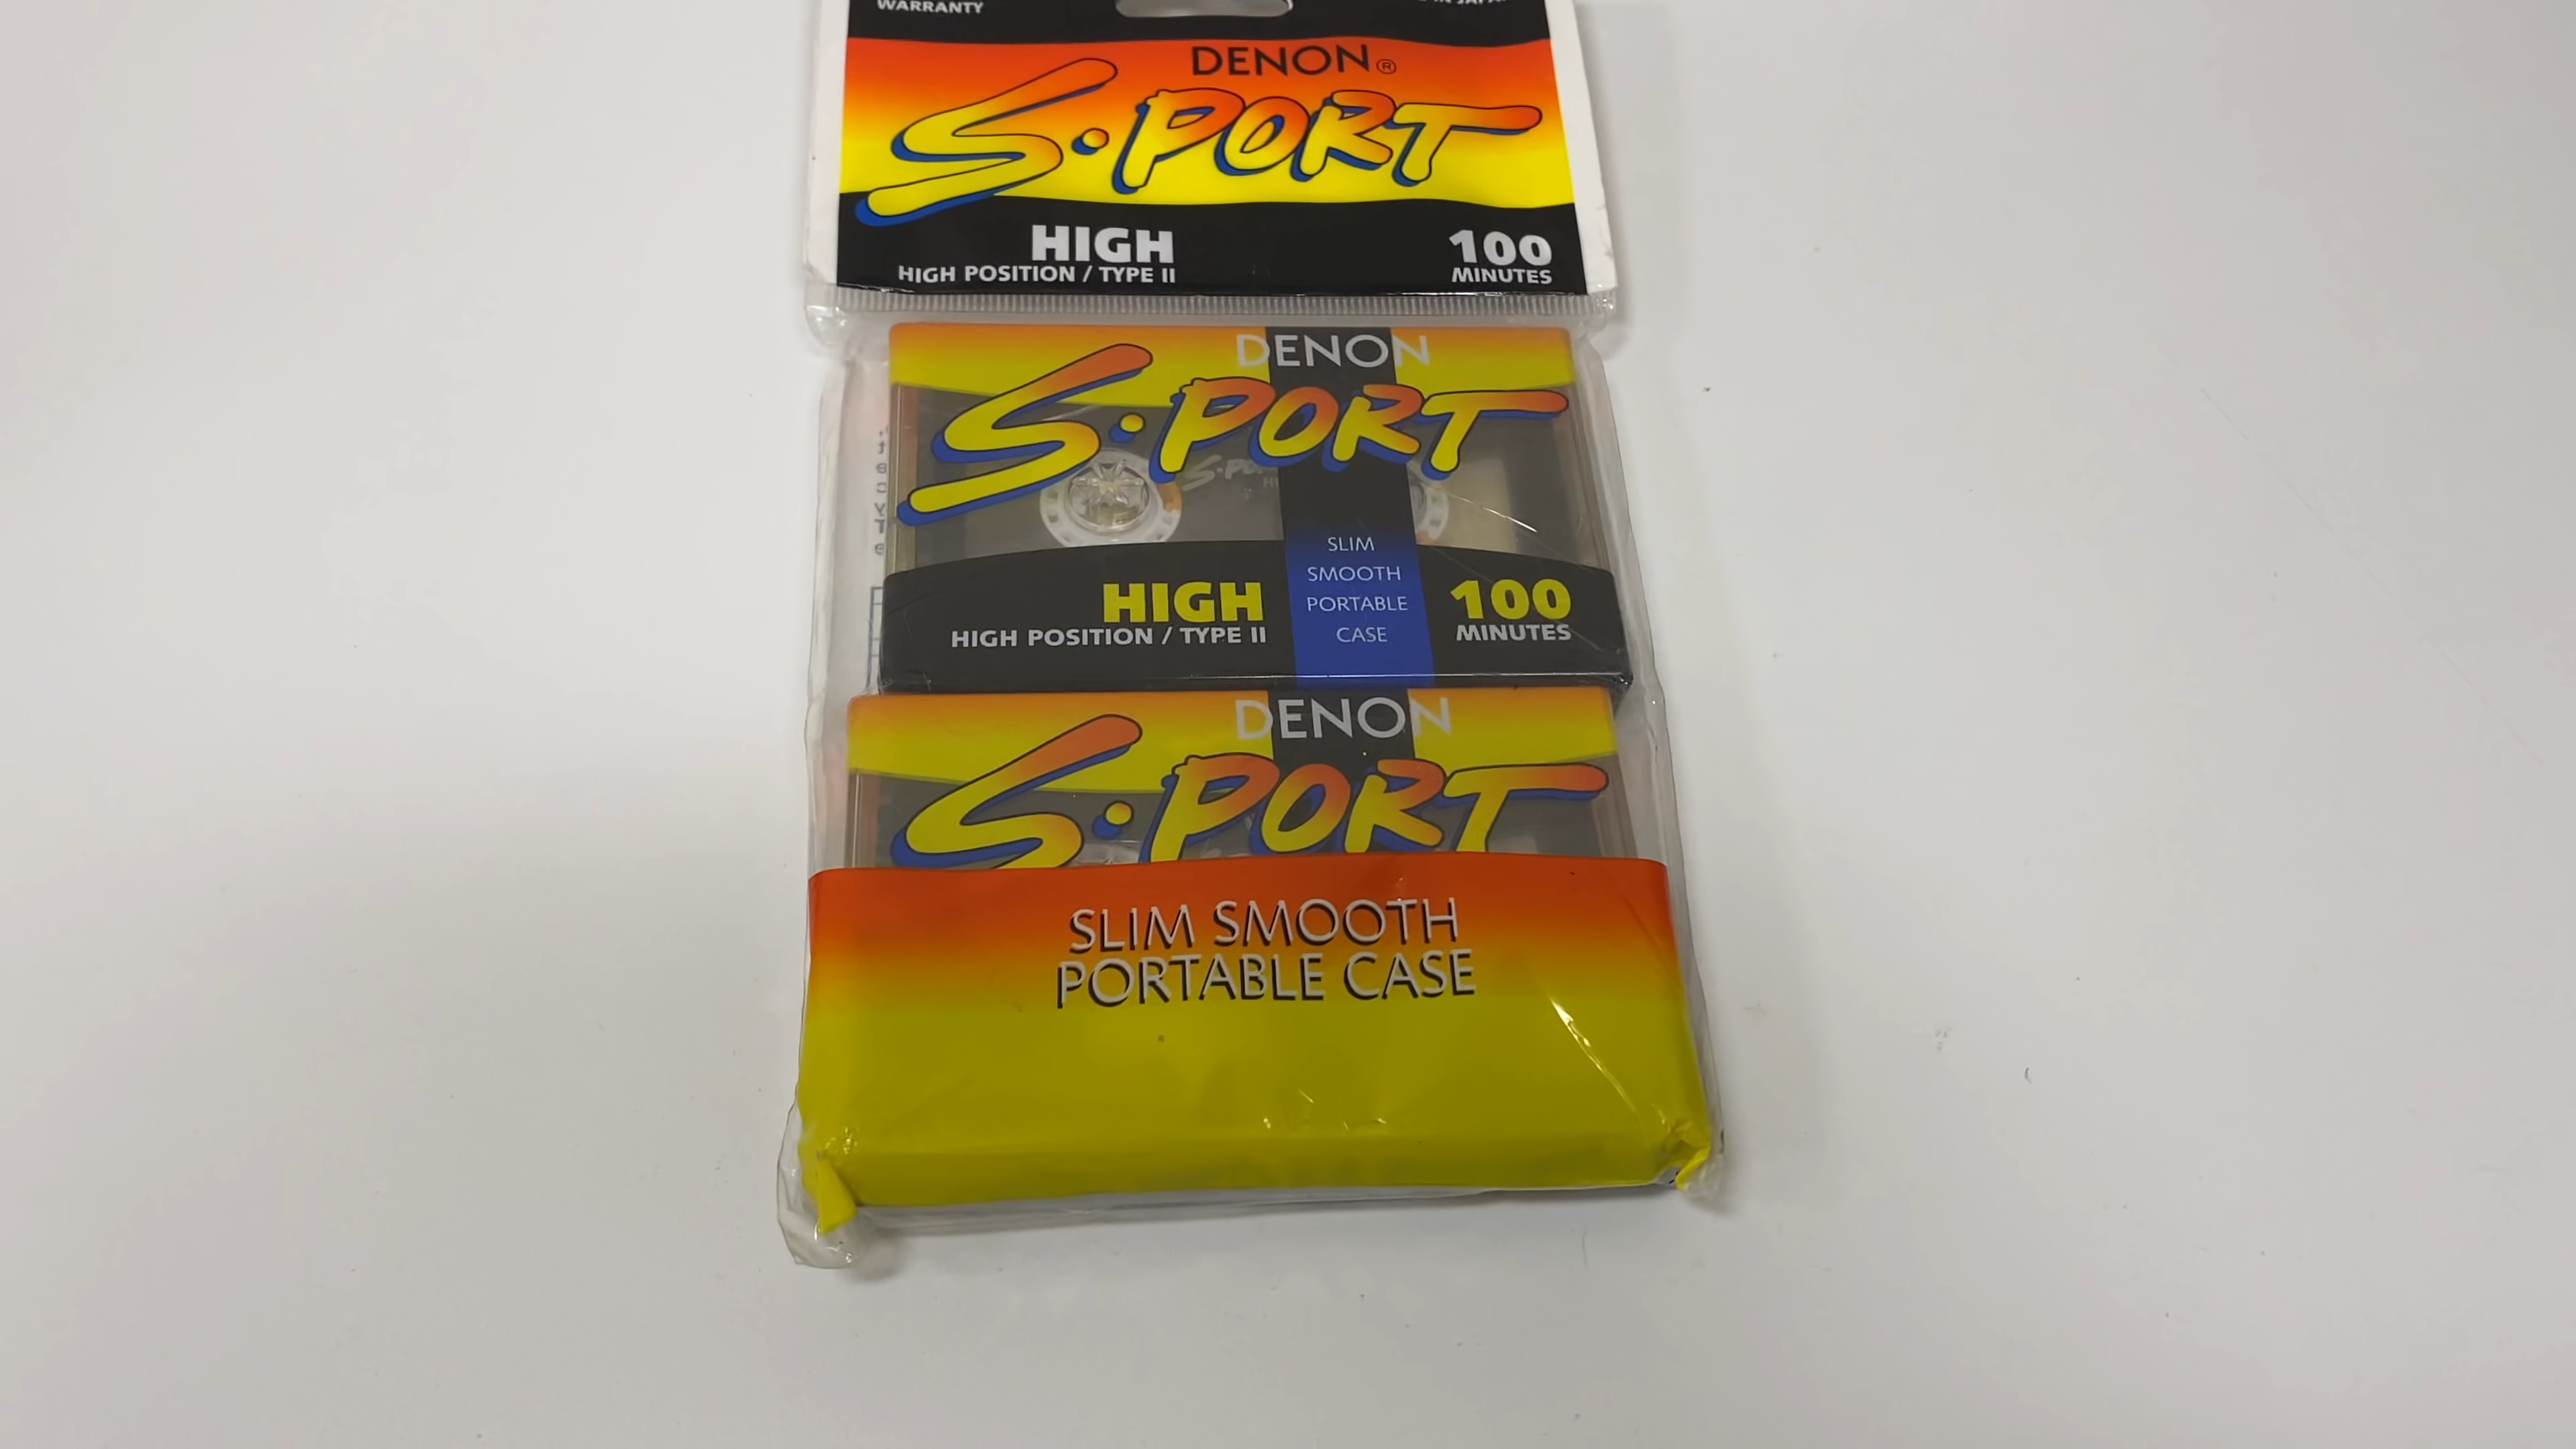 WARRANTY
DENON®
S·PORT
HIGH
HIGH POSITION / TYPE II
100
MINUTES
DENON
S·PORT
SLIM
SMOOTH
PORTABLE
CASE
HIGH
HIGH POSITION / TYPE II
100
MINUTES
DENON
S·PORT
SLIM SMOOTH
PORTABLE CASE